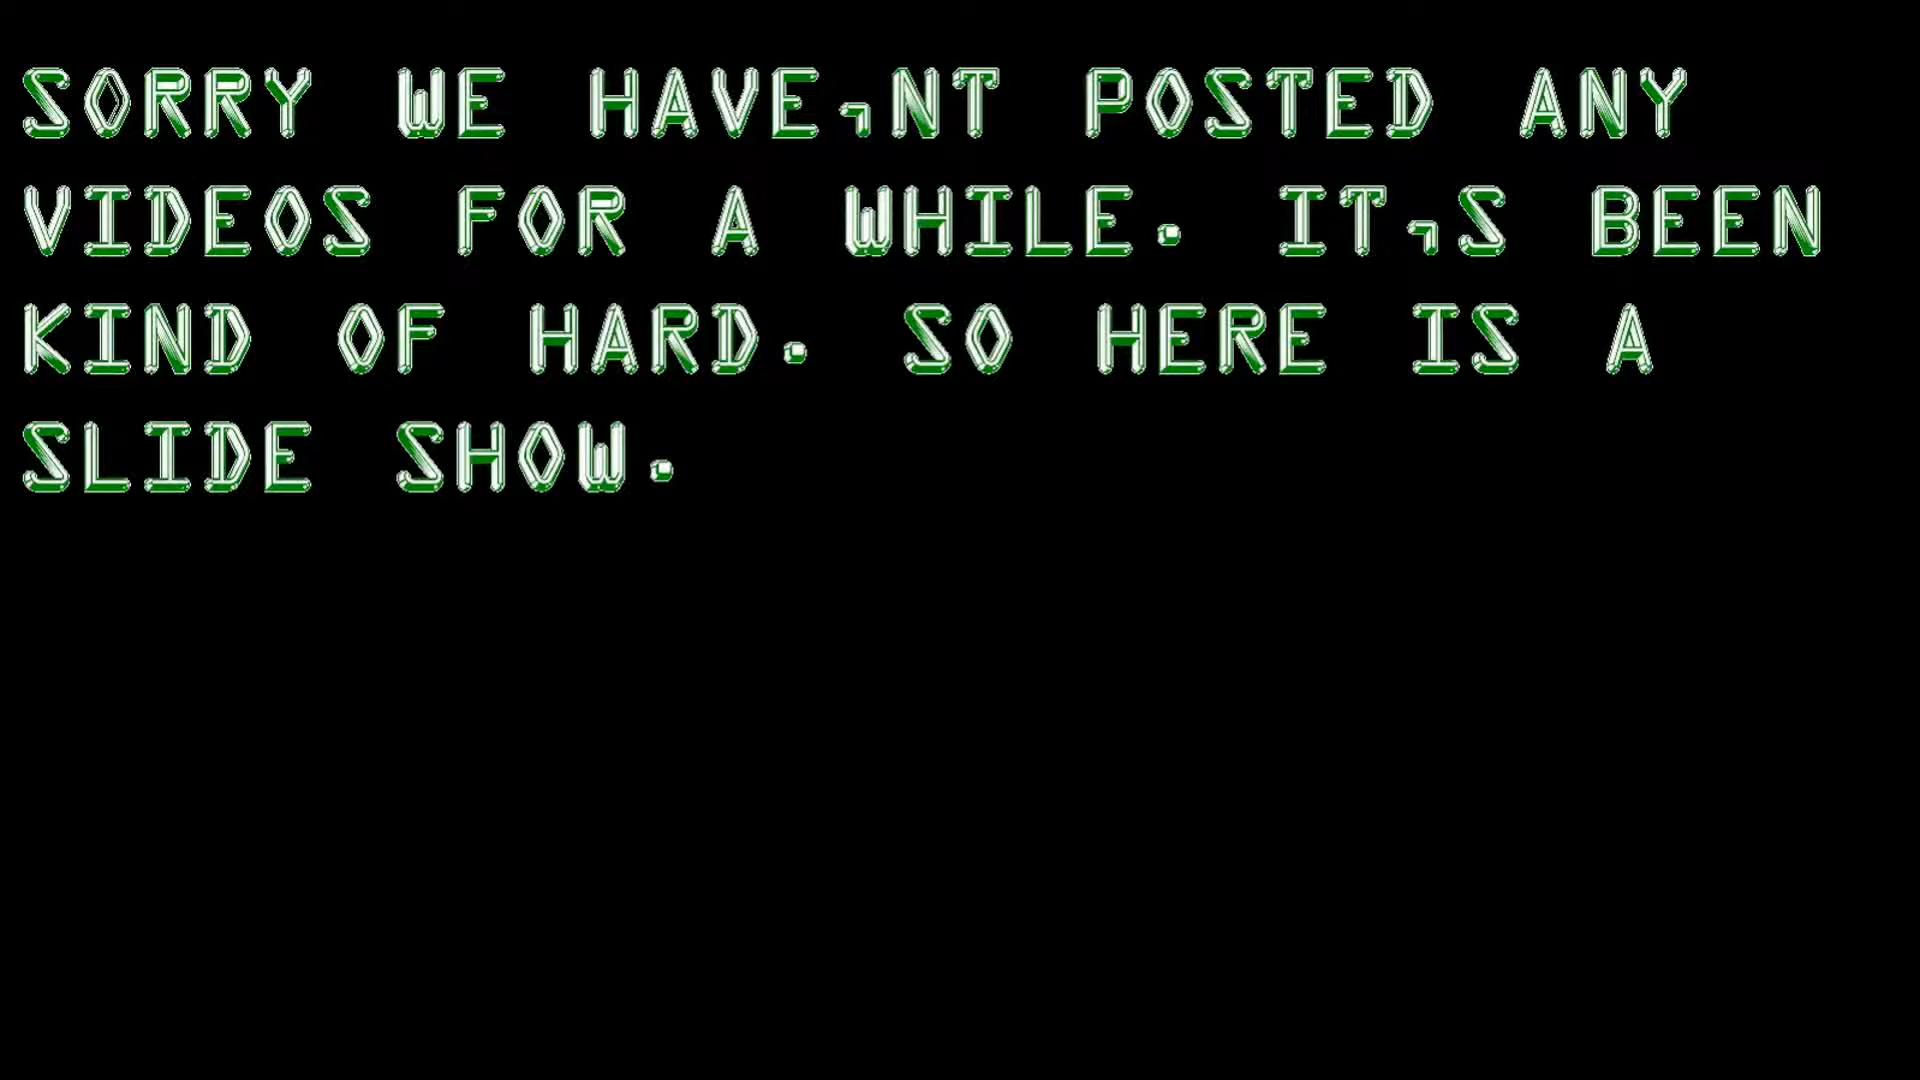 SORRY WE HAVE,NT POSTED ANY
VIDEOS FOR A WHILE. IT,S BEEN
KIND OF HARD. SO HERE IS A
SLIDE SHOW.